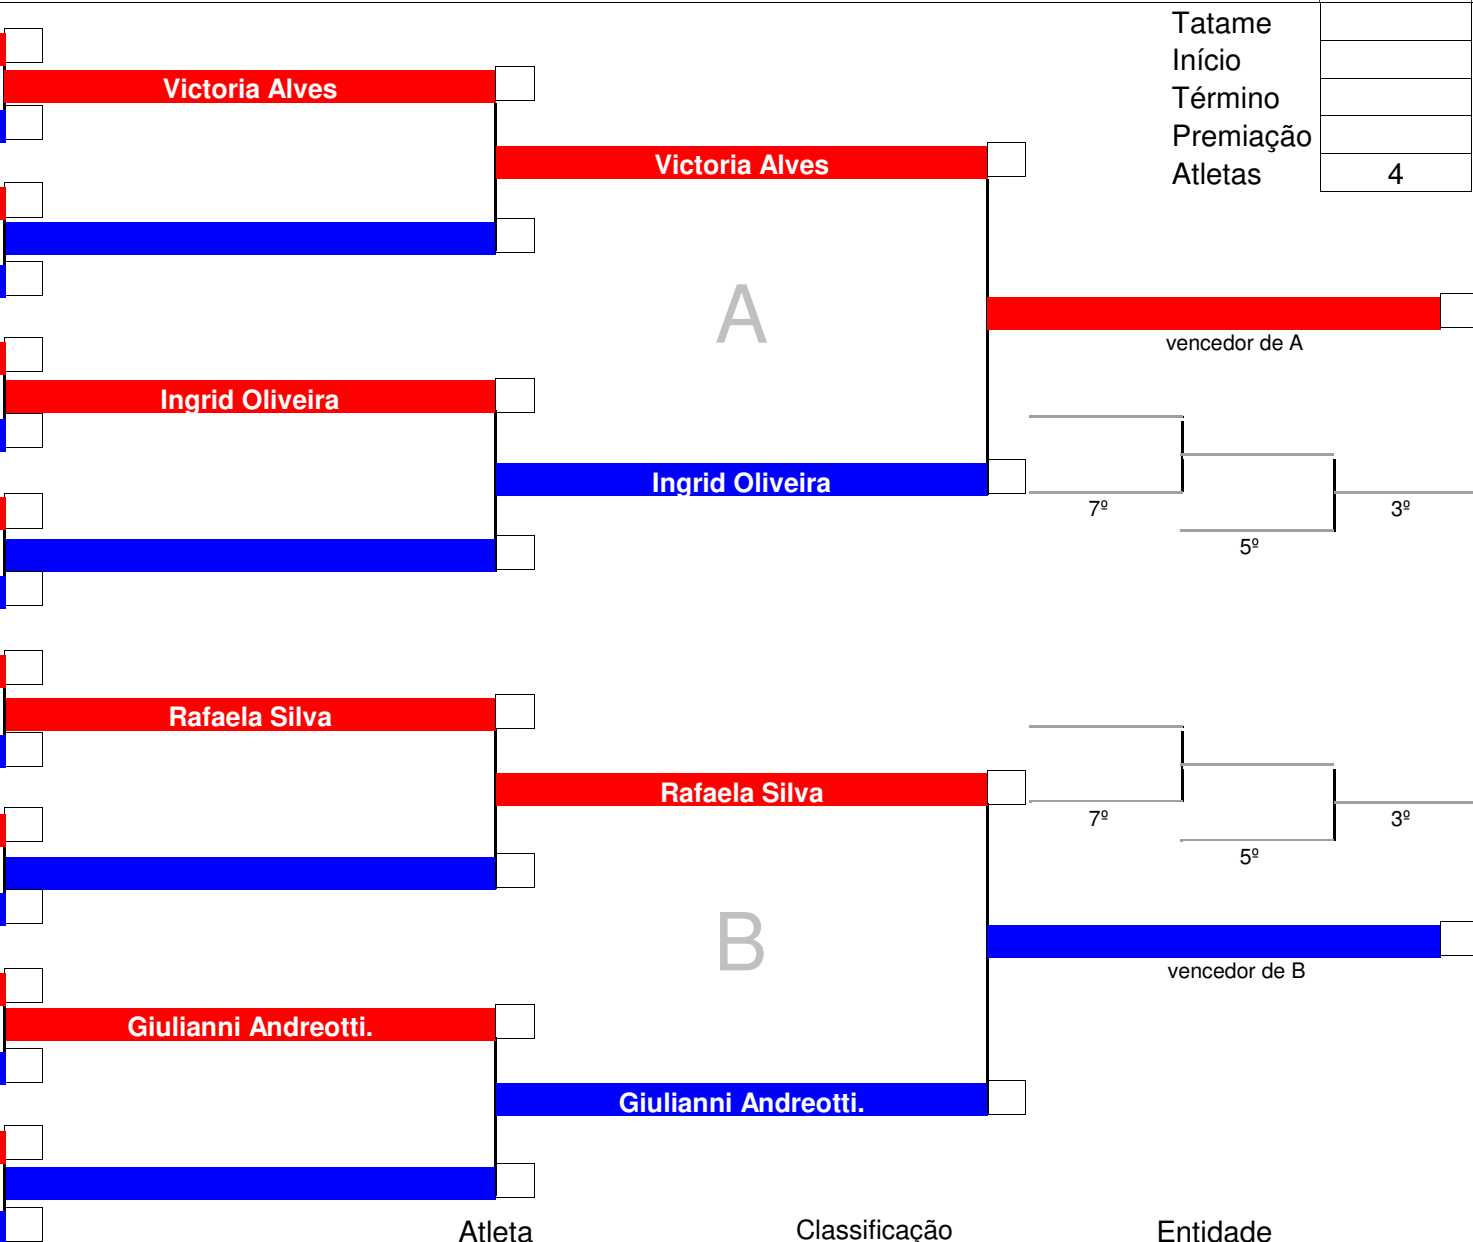 Tatame
Início
Término
Premiação
Atletas 4
Victoria Alves
Victoria Alves
A
vencedor de A
Ingrid Oliveira
Ingrid Oliveira
7º
3º
5º
Rafaela Silva
Rafaela Silva
7º
3º
5º
B
vencedor de B
Giulianni Andreotti.
Giulianni Andreotti.
Atleta Classificação Entidade